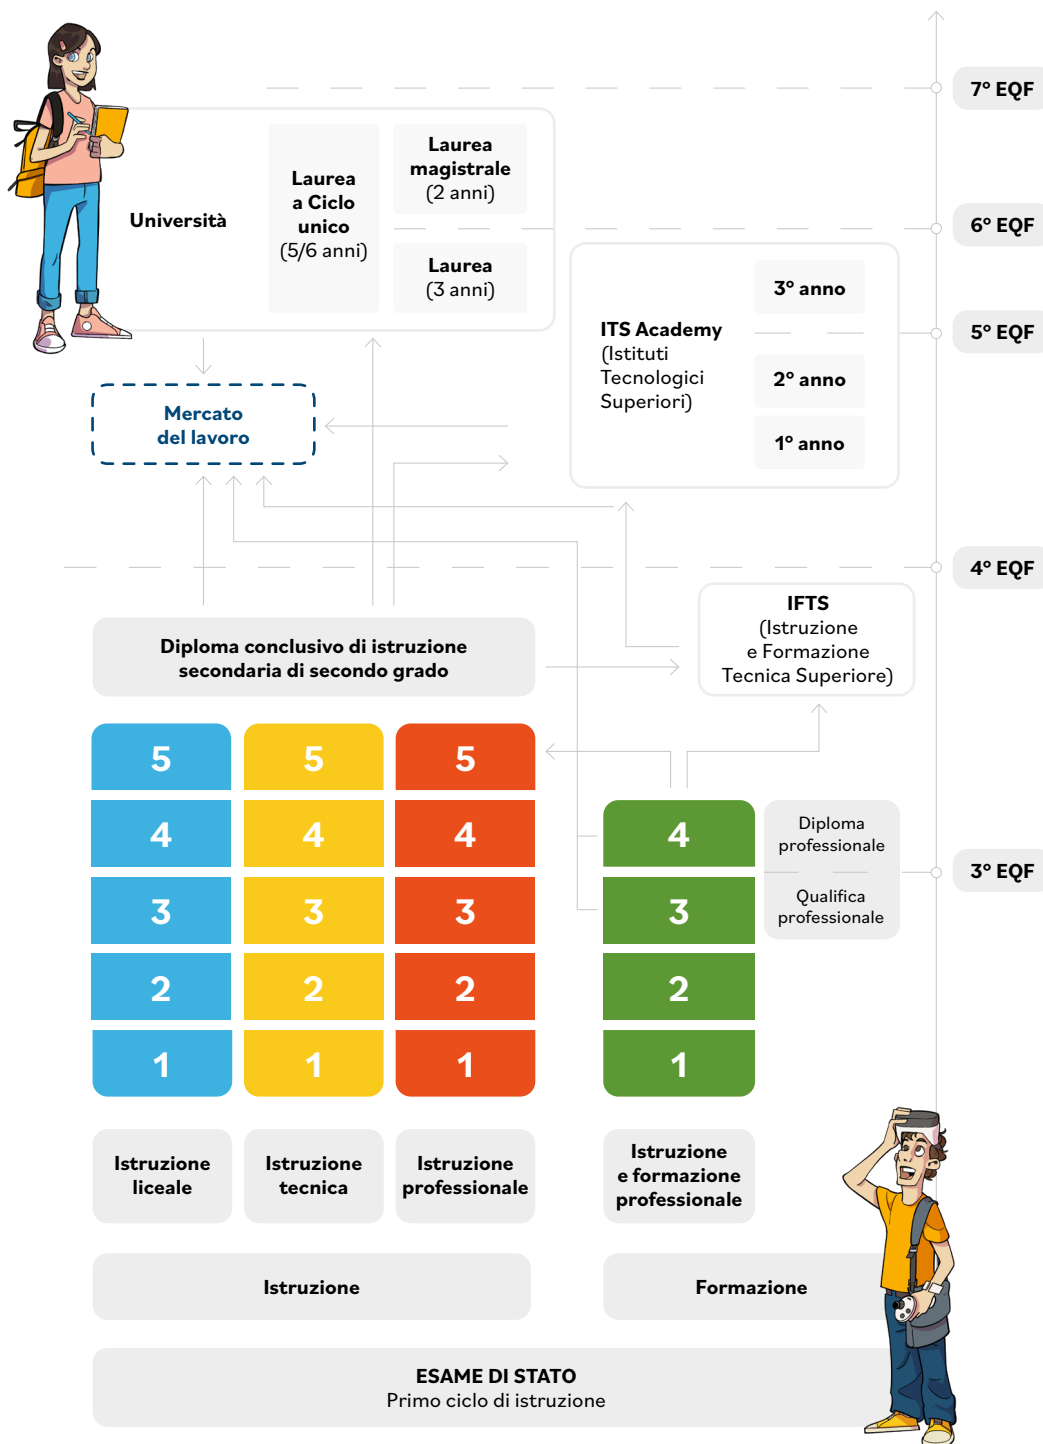 7° EQF
Laurea
magistrale
(2 anni)
Laurea
a Ciclo
unico
(5/6 anni)
Università
6° EQF
Laurea
(3 anni)
3° anno
ITS Academy
(Istituti
Tecnologici
Superiori)
5° EQF
2° anno
1° anno
Mercato
del lavoro
4° EQF
IFTS
(Istruzione
e Formazione
Tecnica Superiore)
Diploma conclusivo di istruzione
secondaria di secondo grado
5 5 5
4 4 4 4
Diploma
professionale
3° EQF
3 3 3 3
Qualifica
professionale
2 2 2 2
1 1 1 1
Istruzione
liceale
Istruzione
tecnica
Istruzione
professionale
Istruzione
e formazione
professionale
Istruzione
Formazione
ESAME DI STATO
Primo ciclo di istruzione